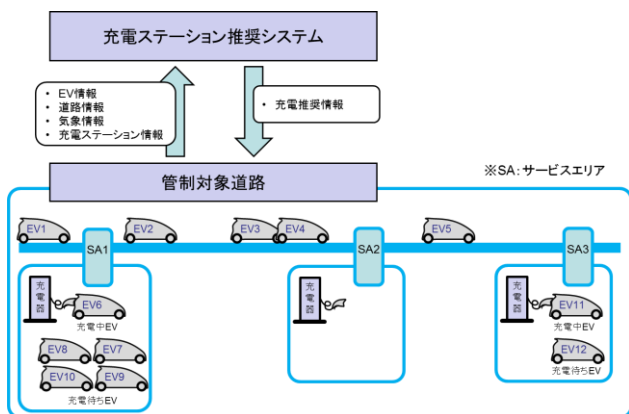 充電ステーション推奨システム
・ EV情報
・ 道路情報
・ 気象情報
・ 充電ステーション情報
・ 充電推奨情報
管制対象道路
※SA：サービスエリア
EV1
SA1
EV2
EV3
EV4
SA2
EV5
SA3
充電器
EV6
充電中EV
EV8
EV7
EV10
EV9
充電待ちEV
充電器
充電器
EV11
充電中EV
EV12
充電待ちEV